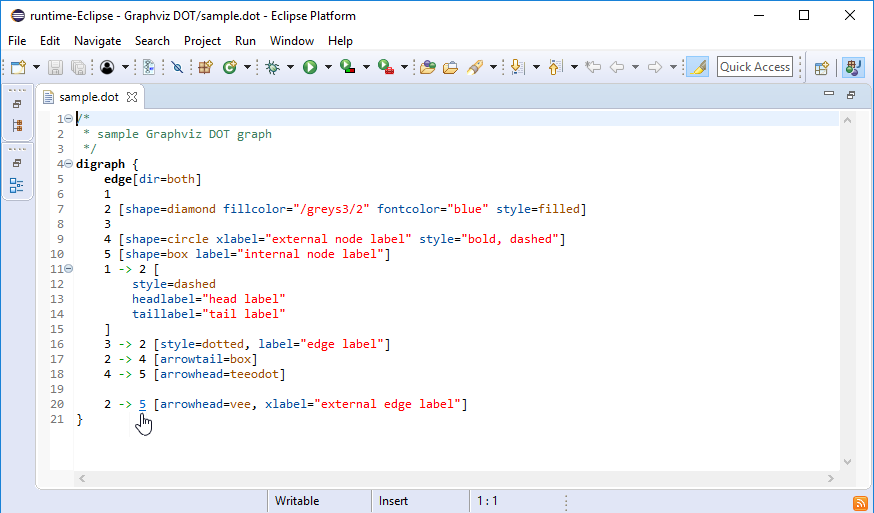 runtime-Eclipse - Graphviz DOT/sample.dot - Eclipse Platform
File Edit Navigate Search Project Run Window Help
Quick Access
sample.dot
1 /*
2  * sample Graphviz DOT graph
3  */
4 digraph {
5     edge[dir=both]
6     1
7     2 [shape=diamond fillcolor="/greys3/2" fontcolor="blue" style=filled]
8     3
9     4 [shape=circle xlabel="external node label" style="bold, dashed"]
10     5 [shape=box label="internal node label"]
11     1 -> 2 [
12         style=dashed
13         headlabel="head label"
14         taillabel="tail label"
15     ]
16     3 -> 2 [style=dotted, label="edge label"]
17     2 -> 4 [arrowtail=box]
18     4 -> 5 [arrowhead=teeodot]
19
20     2 -> 5 [arrowhead=vee, xlabel="external edge label"]
21 }
Writable Insert 1 : 1